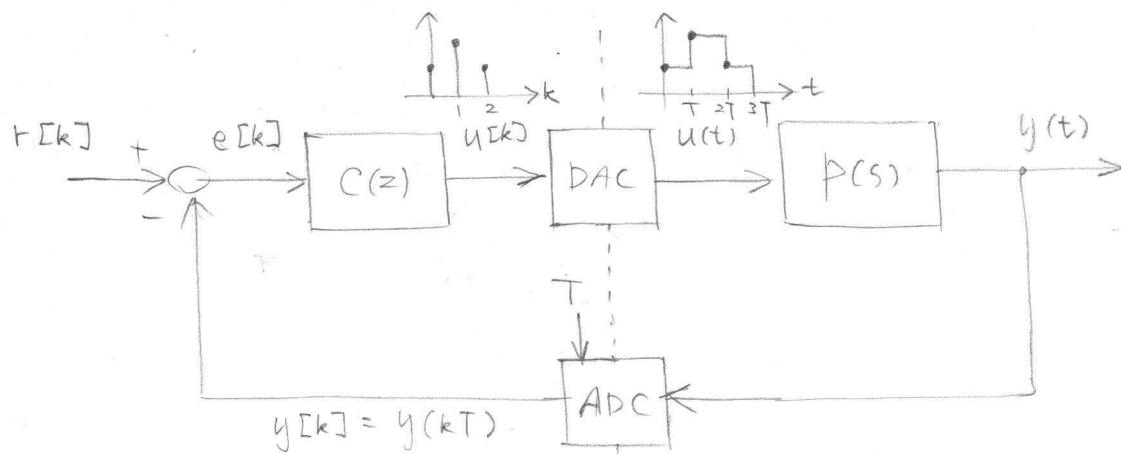 k
1 2
t
T 2T 3T
r[k]
+
-
e[k]
C(z)
u[k]
DAC
u(t)
P(s)
y(t)
T
ADC
y[k] = y(kT)